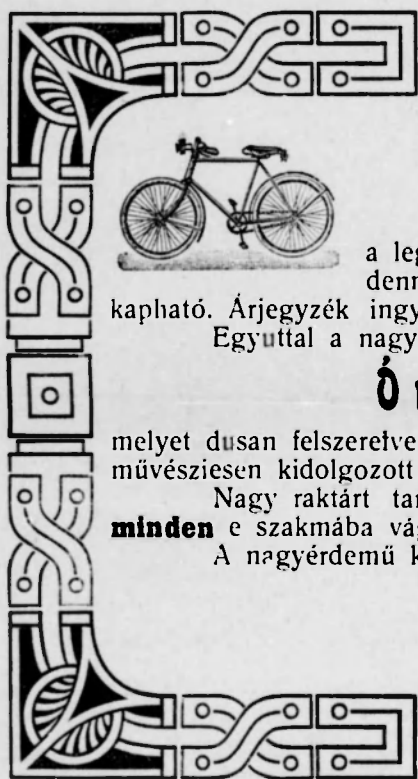 a leg
denn
kapható. Árjegyzék ingy
Egyuttal a nagy
Ó
melyet dusan felszerelve
művésziesen kidolgozott
Nagy raktárt tar
minden e szakmába vág
A nagyérdemű k